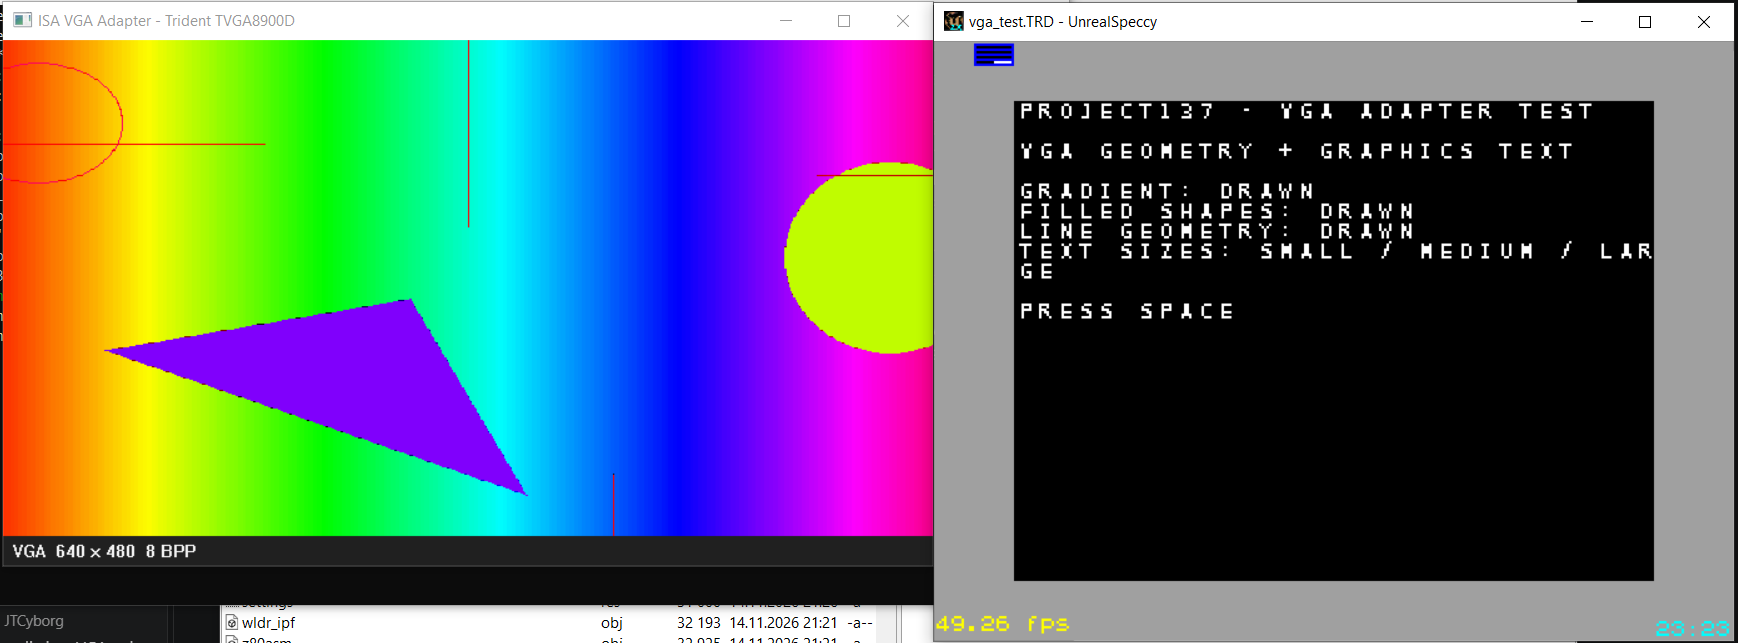 ISA VGA Adapter - Trident TVGA8900D
VGA 640 x 480 8 BPP
vga_test.TRD - UnrealSpeccy
PROJECT137 - VGA ADAPTER TEST
VGA GEOMETRY + GRAPHICS TEXT
GRADIENT: DRAWN
FILLED SHAPES: DRAWN
LINE GEOMETRY: DRAWN
TEXT SIZES: SMALL / MEDIUM / LAR
GE
PRESS SPACE
49.26 fps
23:23
JTCyborg
wldr_ipf obj 32 193 14.11.2026 21:21 -a--